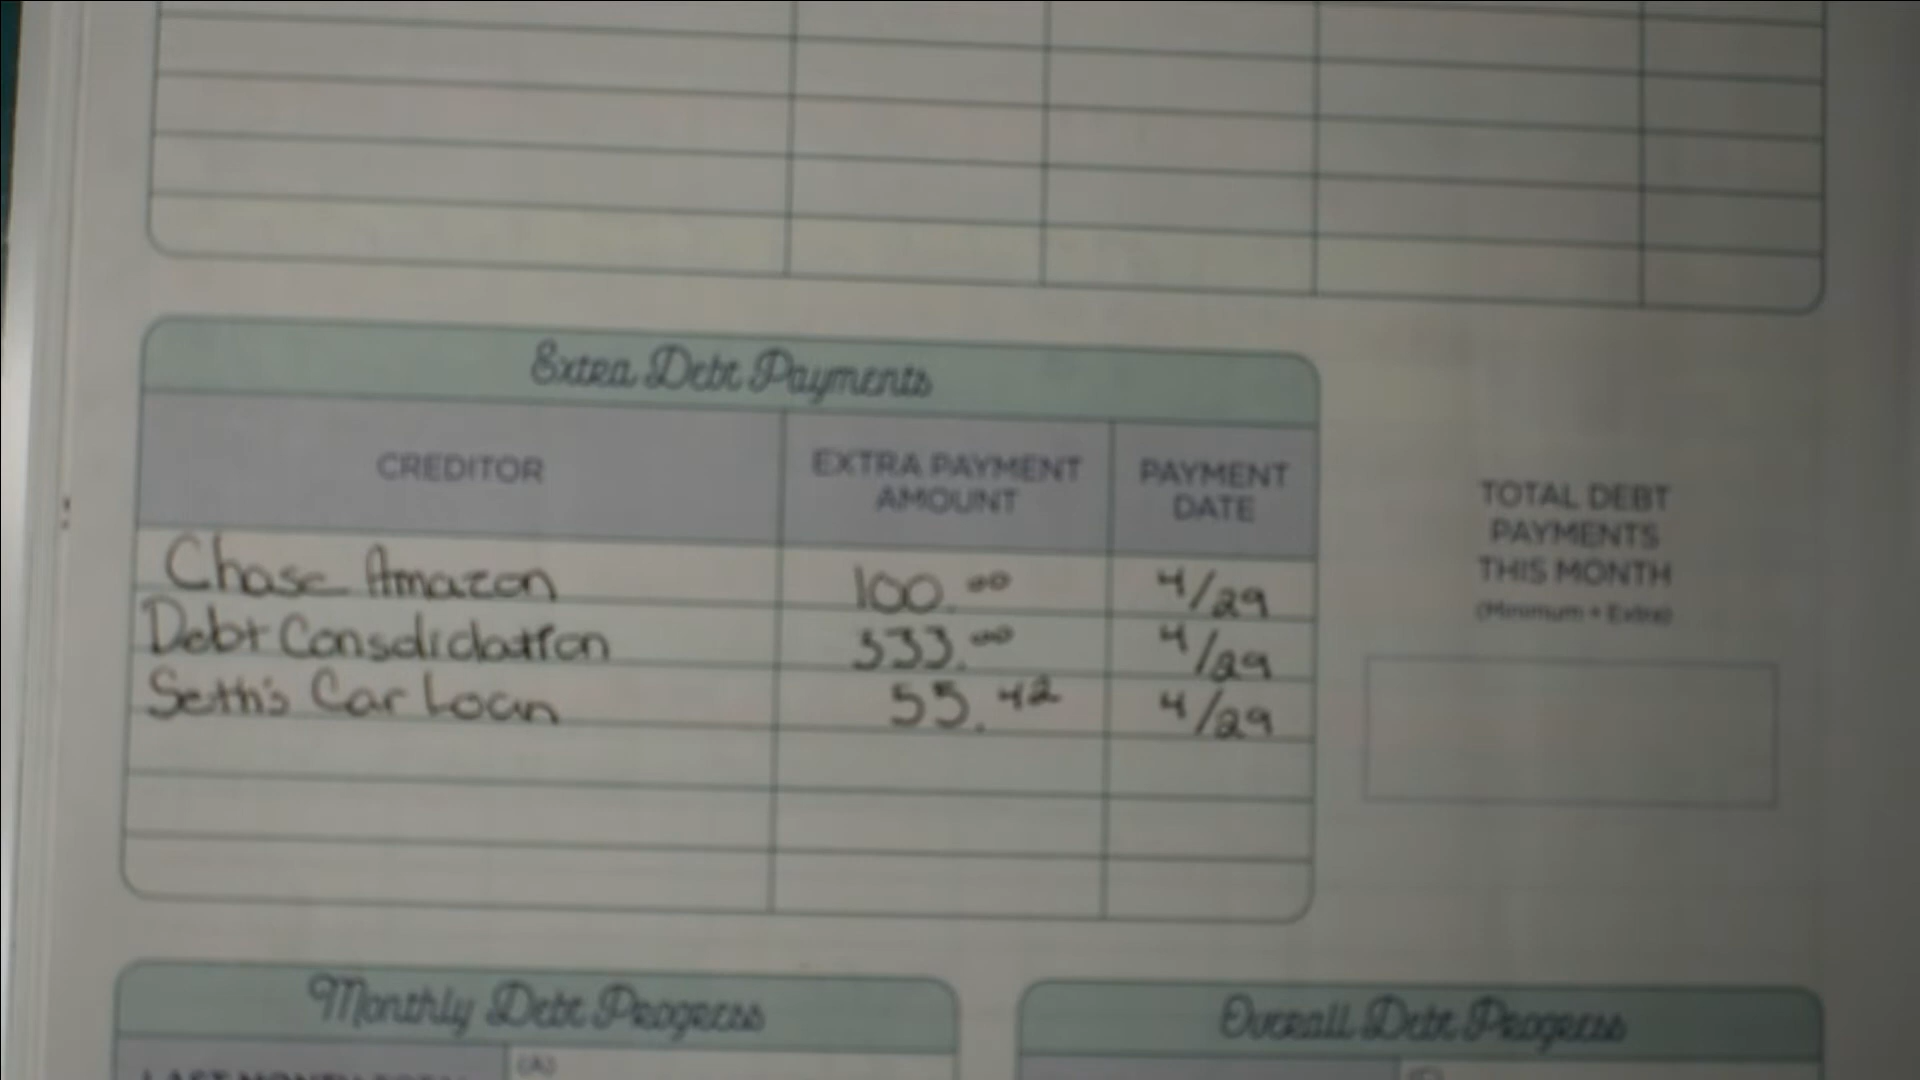 Extra Debt Payments
CREDITOR EXTRA PAYMENT AMOUNT PAYMENT DATE
Chase Amazon 100.00 4/29
Debt Consolidation 333.00 4/29
Seth's Car Loan 55.42 4/29
TOTAL DEBT
PAYMENTS
THIS MONTH
(Minimum + Extra)
Monthly Debt Progress
(A)
Overall Debt Progress